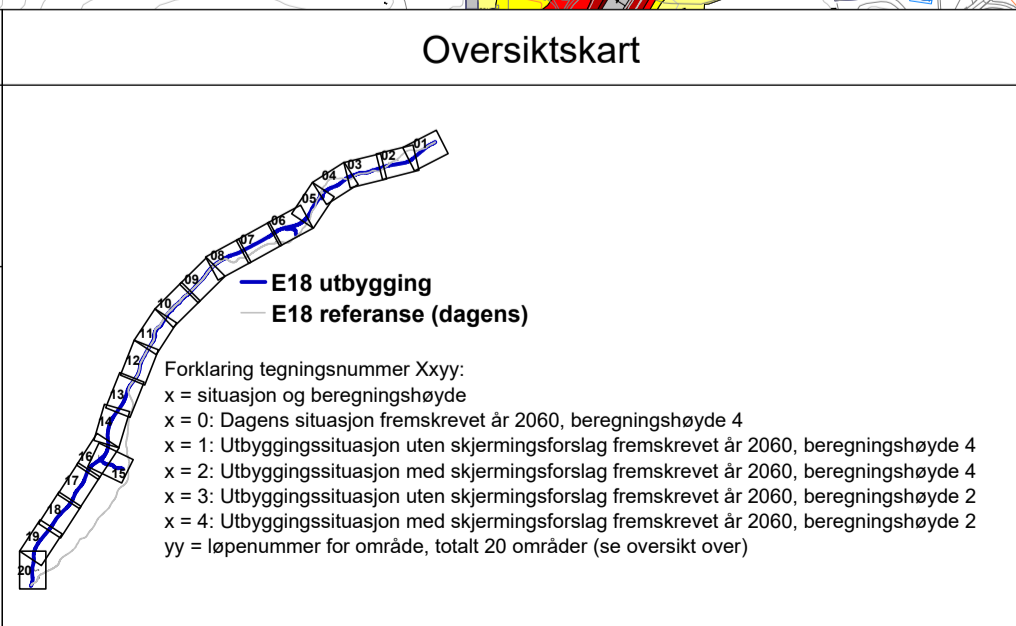 Oversiktskart
01
02
03
04
05
06
07
08
09
10
11
12
13
14
15
16
17
18
19
20
E18 utbygging
E18 referanse (dagens)
Forklaring tegningsnummer Xxyy:
x = situasjon og beregningshøyde
x = 0: Dagens situasjon fremskrevet år 2060, beregningshøyde 4
x = 1: Utbyggingssituasjon uten skjermingsforslag fremskrevet år 2060, beregningshøyde 4
x = 2: Utbyggingssituasjon med skjermingsforslag fremskrevet år 2060, beregningshøyde 4
x = 3: Utbyggingssituasjon uten skjermingsforslag fremskrevet år 2060, beregningshøyde 2
x = 4: Utbyggingssituasjon med skjermingsforslag fremskrevet år 2060, beregningshøyde 2
yy = løpenummer for område, totalt 20 områder (se oversikt over)